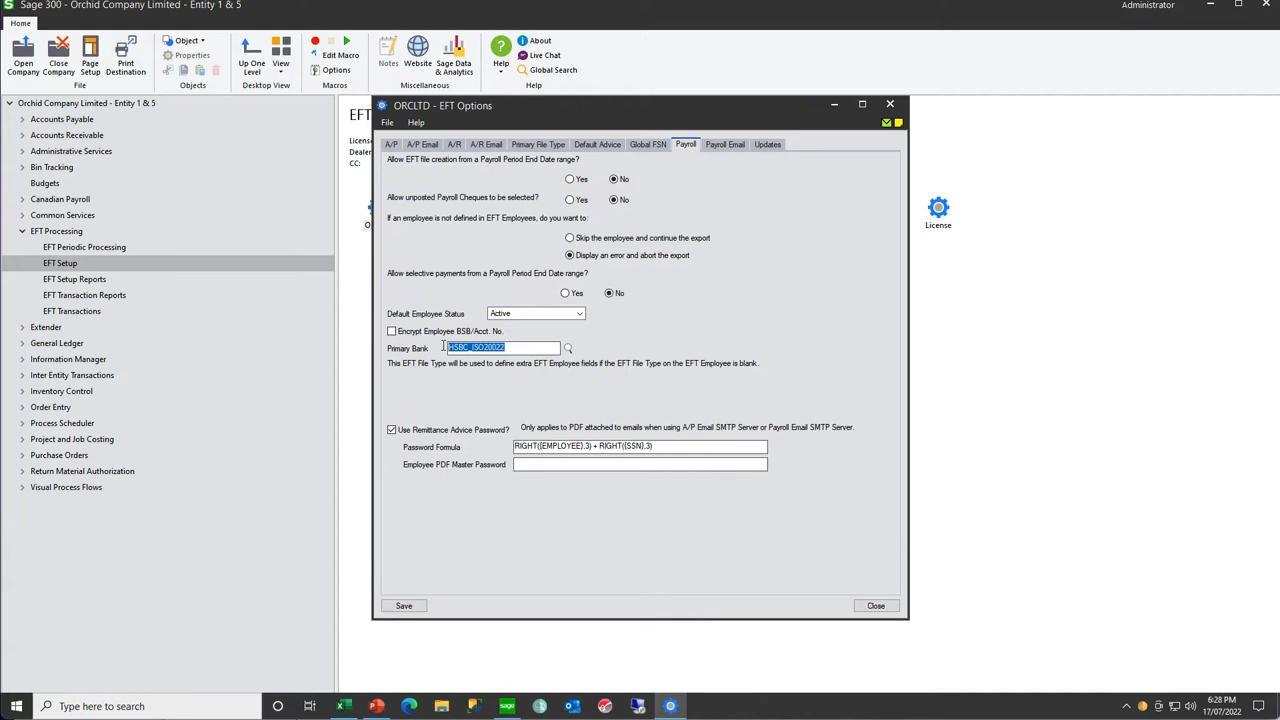 Sage 300 - Orchid Company Limited - Entity 1 & 5
Administrator
Home
Open Company
Close Company
Page Setup
Print Destination
File
Object
Properties
Objects
Up One Level
View
Desktop View
Edit Macro
Options
Macros
Notes
Website
Sage Data & Analytics
Miscellaneous
Help
About
Live Chat
Global Search
Help
Orchid Company Limited - Entity 1 & 5
Accounts Payable
Accounts Receivable
Administrative Services
Bin Tracking
Budgets
Canadian Payroll
Common Services
EFT Processing
EFT Periodic Processing
EFT Setup
EFT Setup Reports
EFT Transaction Reports
EFT Transactions
Extender
General Ledger
Information Manager
Inter Entity Transactions
Inventory Control
Order Entry
Process Scheduler
Project and Job Costing
Purchase Orders
Return Material Authorization
Visual Process Flows
EFT
License
Dealer
CC:
O
License
ORCLTD - EFT Options
File Help
A/P A/P Email A/R A/R Email Primary File Type Default Advice Global FSN Payroll Payroll Email Updates
Allow EFT file creation from a Payroll Period End Date range?
Yes No
Allow unposted Payroll Cheques to be selected? Yes No
If an employee is not defined in EFT Employees, do you want to:
Skip the employee and continue the export
Display an error and abort the export
Allow selective payments from a Payroll Period End Date range?
Yes No
Default Employee Status Active
Encrypt Employee BSB/Acct. No.
Primary Bank HSBC_ISO20022
This EFT File Type will be used to define extra EFT Employee fields if the EFT File Type on the EFT Employee is blank.
Use Remittance Advice Password? Only applies to PDF attached to emails when using A/P Email SMTP Server or Payroll Email SMTP Server.
Password Formula RIGHT({EMPLOYEE},3) + RIGHT({SSN},3)
Employee PDF Master Password
Save Close
Type here to search
6:28 PM
17/07/2022